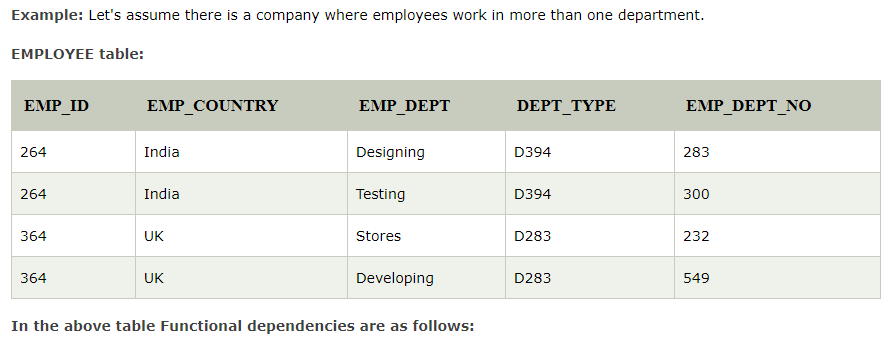 Example: Let's assume there is a company where employees work in more than one department.
EMPLOYEE table:
EMP_ID EMP_COUNTRY EMP_DEPT DEPT_TYPE EMP_DEPT_NO
264 India Designing D394 283
264 India Testing D394 300
364 UK Stores D283 232
364 UK Developing D283 549
In the above table Functional dependencies are as follows: